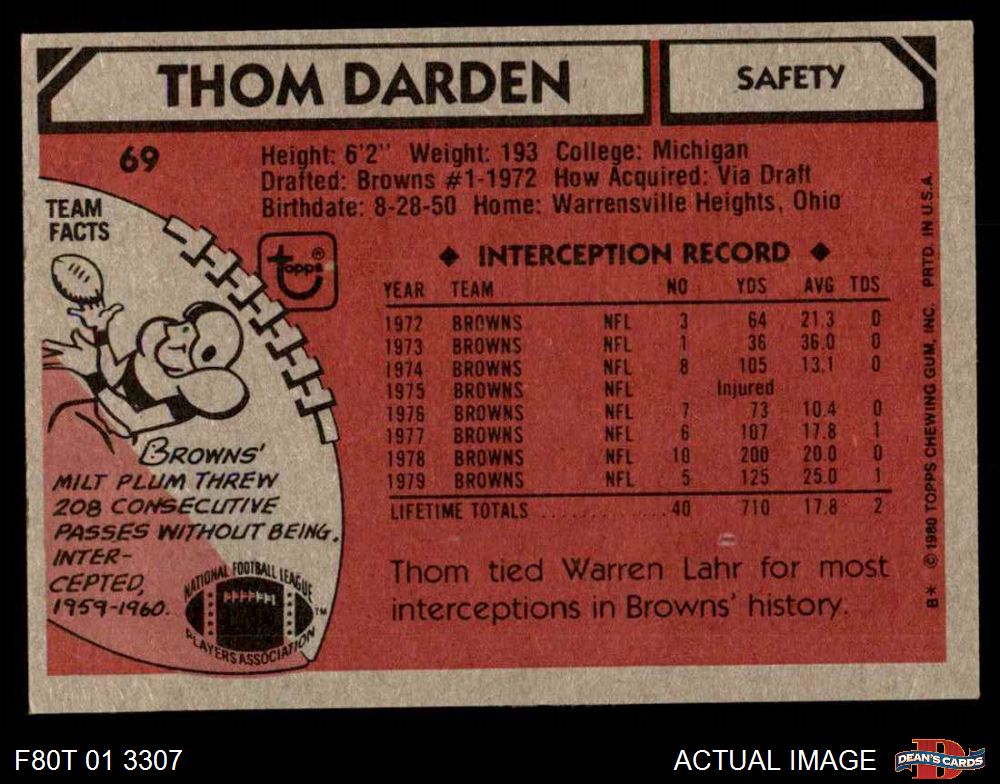 THOM DARDEN
SAFETY
69
Height: 6'2" Weight: 193 College: Michigan
Drafted: Browns #1-1972 How Acquired: Via Draft
Birthdate: 8-28-50 Home: Warrensville Heights, Ohio
TEAM
FACTS
topps®
◆ INTERCEPTION RECORD ◆
YEAR TEAM NO YDS AVG TDS
1972 BROWNS NFL 3 64 21.3 0
1973 BROWNS NFL 1 36 36.0 0
1974 BROWNS NFL 8 105 13.1 0
1975 BROWNS NFL Injured
1976 BROWNS NFL 7 73 10.4 0
1977 BROWNS NFL 6 107 17.8 1
1978 BROWNS NFL 10 200 20.0 0
1979 BROWNS NFL 5 125 25.0 1
LIFETIME TOTALS ................ 40 710 17.8 2
Thom tied Warren Lahr for most
interceptions in Browns' history.
BROWNS'
MILT PLUM THREW
208 CONSECUTIVE
PASSES WITHOUT BEING
INTER-
CEPTED,
1959-1960.
NATIONAL FOOTBALL LEAGUE
PLAYERS ASSOCIATION
TM
B* © 1980 TOPPS CHEWING GUM, INC. PRTD. IN U.S.A.
F80T 01 3307
ACTUAL IMAGE
DEAN'S CARDS